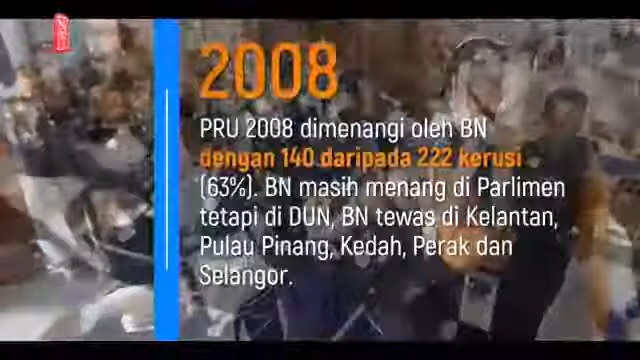 2008
PRU 2008 dimenangi oleh BN
dengan 140 daripada 222 kerusi
(63%). BN masih menang di Parlimen
tetapi di DUN, BN tewas di Kelantan,
Pulau Pinang, Kedah, Perak dan
Selangor.